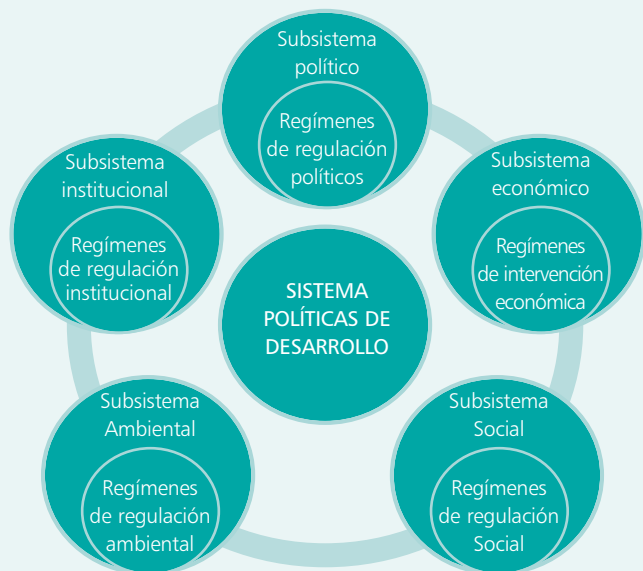 Subsistema
político
Regímenes
de regulación
políticos
Subsistema
institucional
Regímenes
de regulación
institucional
Subsistema
económico
Regímenes
de intervención
económica
SISTEMA
POLÍTICAS DE
DESARROLLO
Subsistema
Ambiental
Regímenes
de regulación
ambiental
Subsistema
Social
Regímenes
de regulación
Social